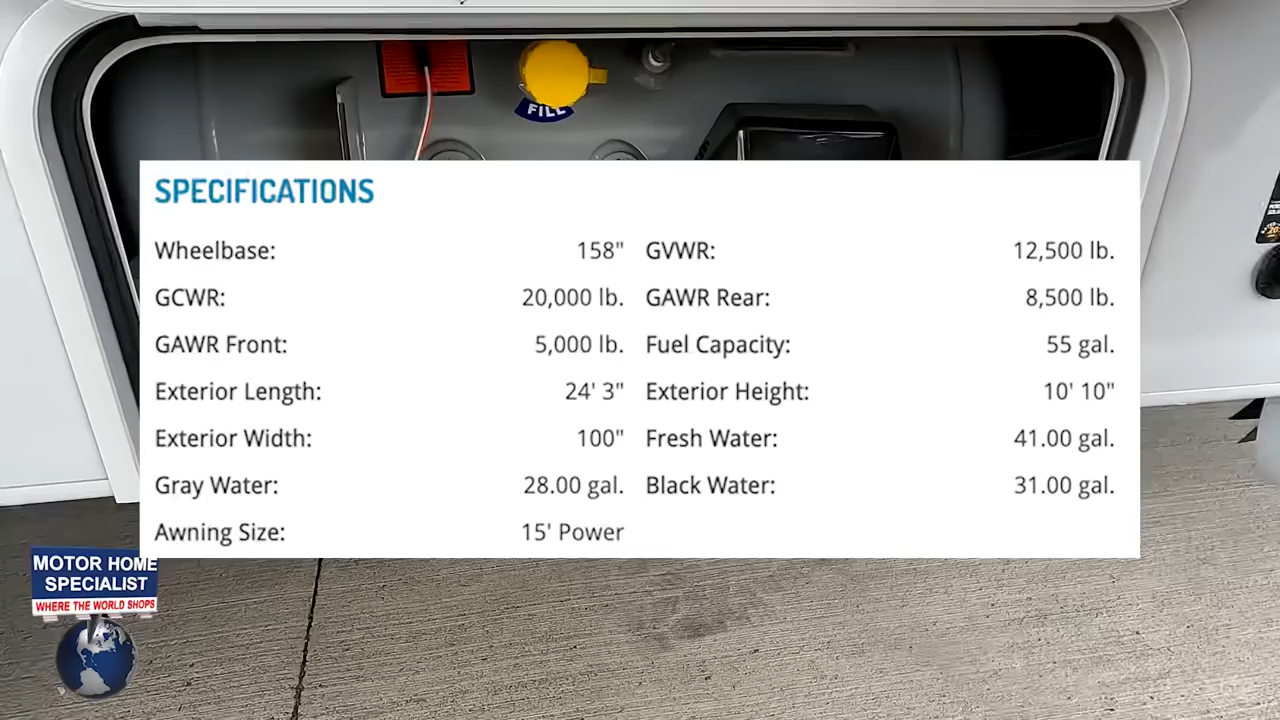 FILL
SPECIFICATIONS
Wheelbase: 158" GVWR: 12,500 lb.
GCWR: 20,000 lb. GAWR Rear: 8,500 lb.
GAWR Front: 5,000 lb. Fuel Capacity: 55 gal.
Exterior Length: 24' 3" Exterior Height: 10' 10"
Exterior Width: 100" Fresh Water: 41.00 gal.
Gray Water: 28.00 gal. Black Water: 31.00 gal.
Awning Size: 15' Power
MOTOR HOME
SPECIALIST
WHERE THE WORLD SHOPS